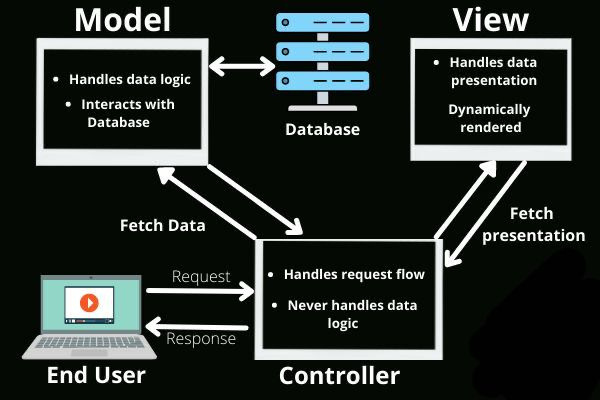 Model
View
• Handles data logic
• Interacts with
Database
Database
• Handles data
presentation
Dynamically
rendered
Fetch Data
Fetch
presentation
Request
Response
• Handles request flow
• Never handles data
logic
End User
Controller